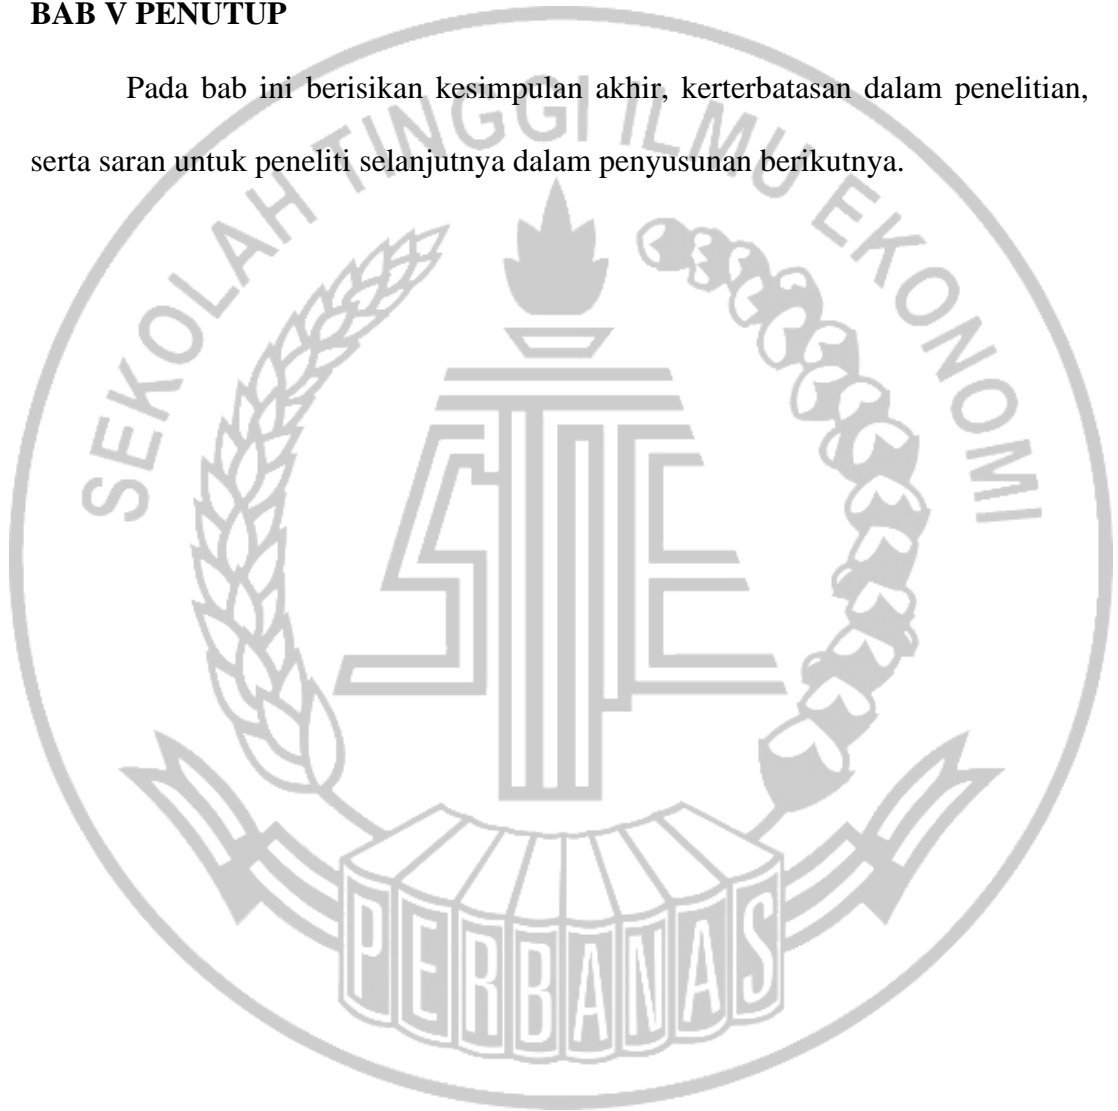 BAB V PENUTUP
Pada bab ini berisikan kesimpulan akhir, kerterbatasan dalam penelitian,
serta saran untuk peneliti selanjutnya dalam penyusunan berikutnya.
SEKOLAH TINGGI ILMU EKONOMI
STIE
PERBANAS